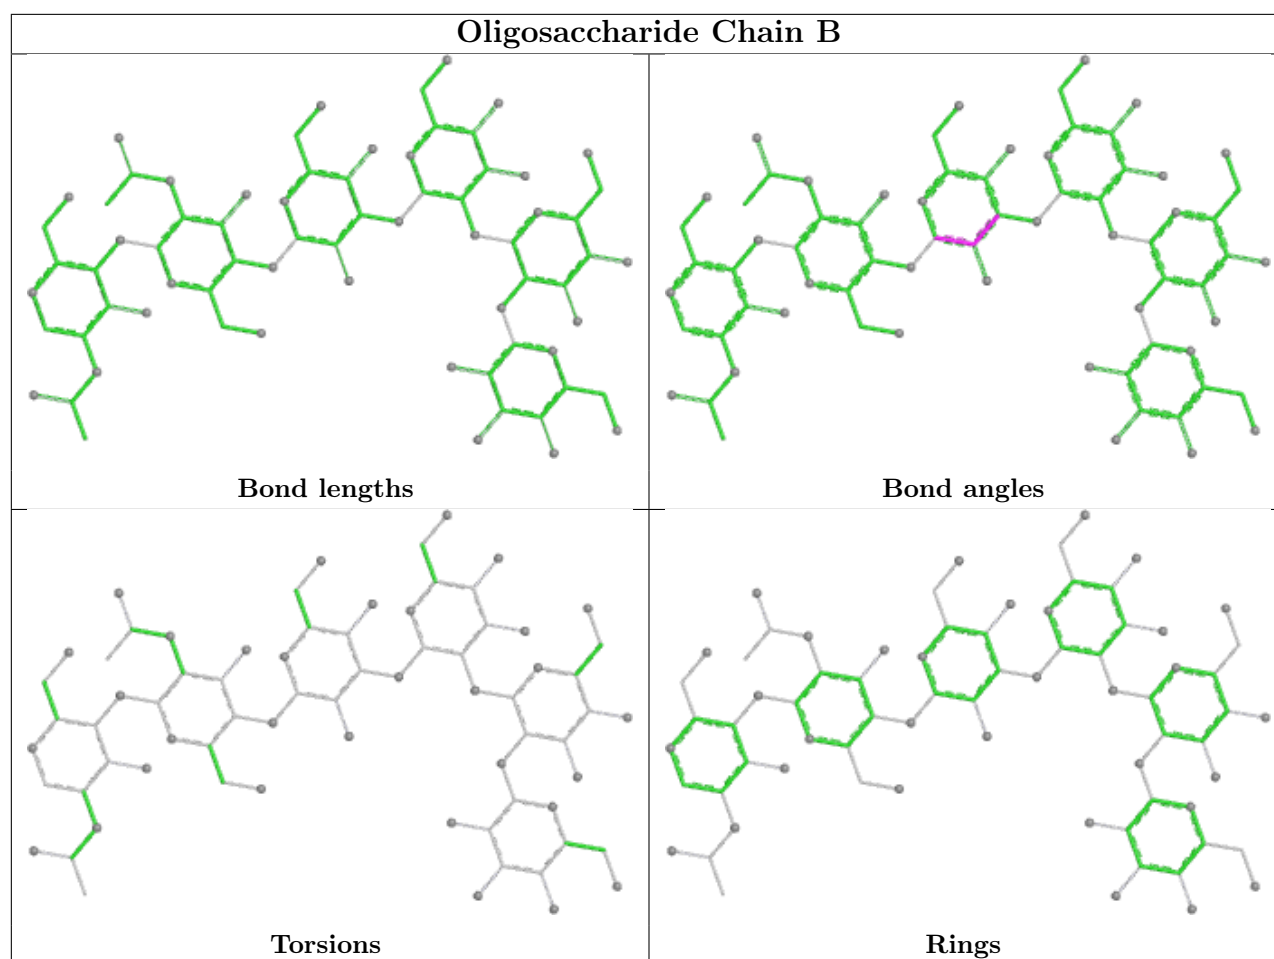 Oligosaccharide Chain B
Bond lengths
Bond angles
Torsions
Rings